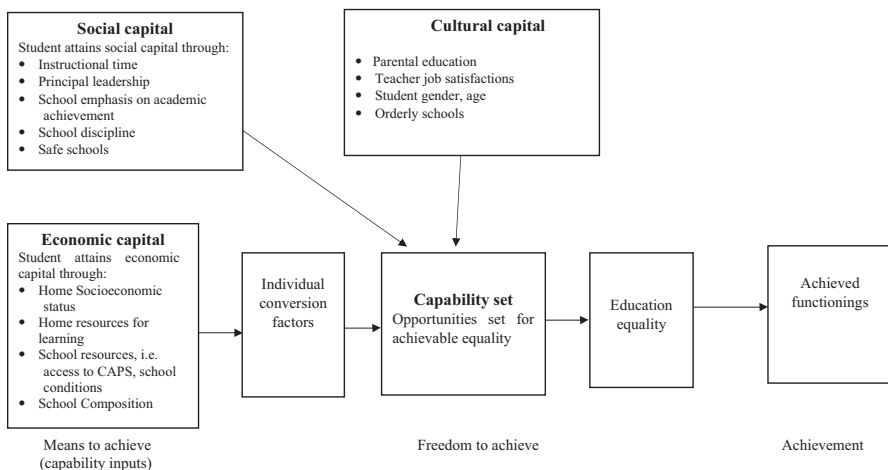 Social capital
Student attains social capital through:
• Instructional time
• Principal leadership
• School emphasis on academic
achievement
• School discipline
• Safe schools
Cultural capital
• Parental education
• Teacher job satisfactions
• Student gender, age
• Orderly schools
Economic capital
Student attains economic
capital through:
• Home Socioeconomic
status
• Home resources for
learning
• School resources, i.e.
access to CAPS, school
conditions
• School Composition
Individual
conversion
factors
Capability set
Opportunities set for
achievable equality
Education
equality
Achieved
functionings
Means to achieve
(capability inputs)
Freedom to achieve
Achievement